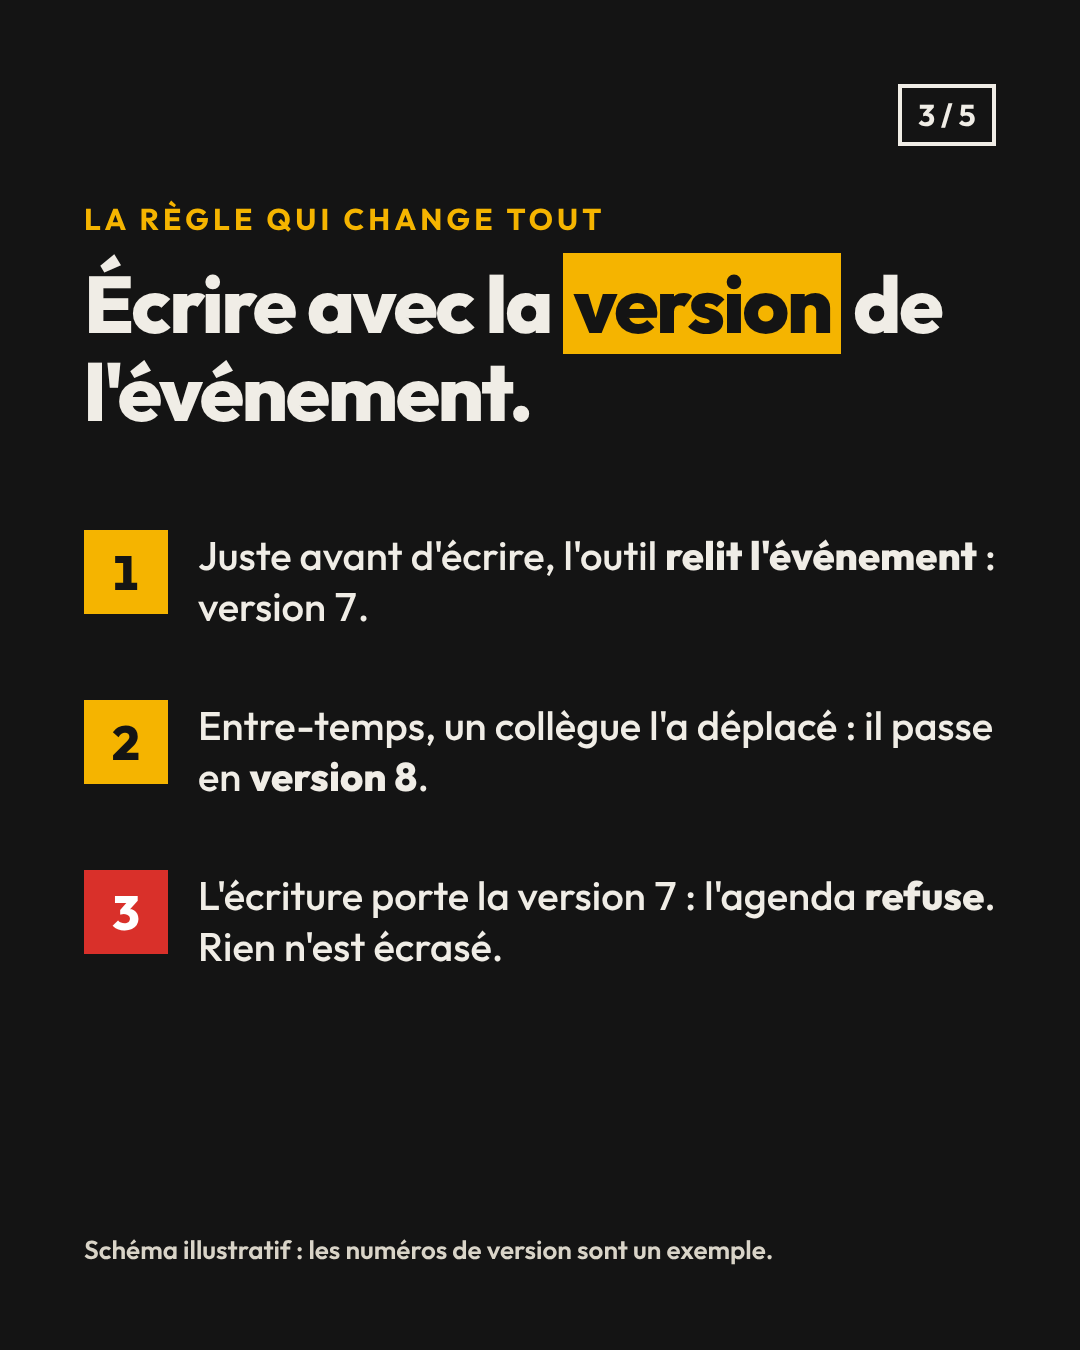 3 / 5
LA RÈGLE QUI CHANGE TOUT
Écrire avec la version de
l'événement.
1
Juste avant d'écrire, l'outil relit l'événement :
version 7.
2
Entre-temps, un collègue l'a déplacé : il passe
en version 8.
3
L'écriture porte la version 7 : l'agenda refuse.
Rien n'est écrasé.
Schéma illustratif : les numéros de version sont un exemple.